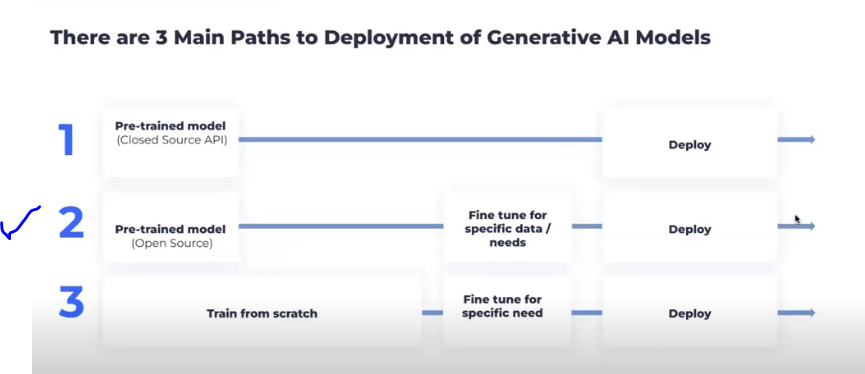 There are 3 Main Paths to Deployment of Generative AI Models
1
Pre-trained model
(Closed Source API)
Deploy
2
Pre-trained model
(Open Source)
Fine tune for
specific data /
needs
Deploy
3
Train from scratch
Fine tune for
specific need
Deploy